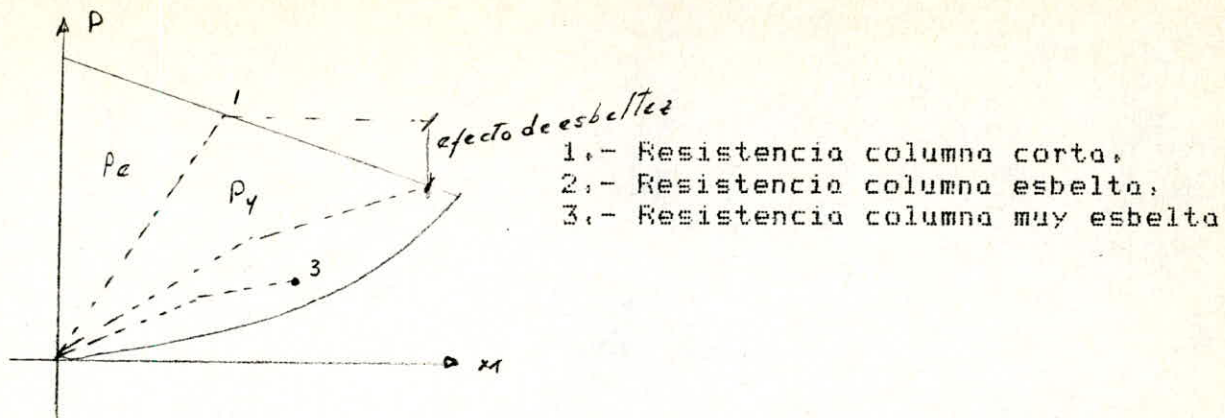 P
1
efecto de esbeltez
Pe
Py
1.- Resistencia columna corta.
2.- Resistencia columna esbelta.
3.- Resistencia columna muy esbelta
3
M